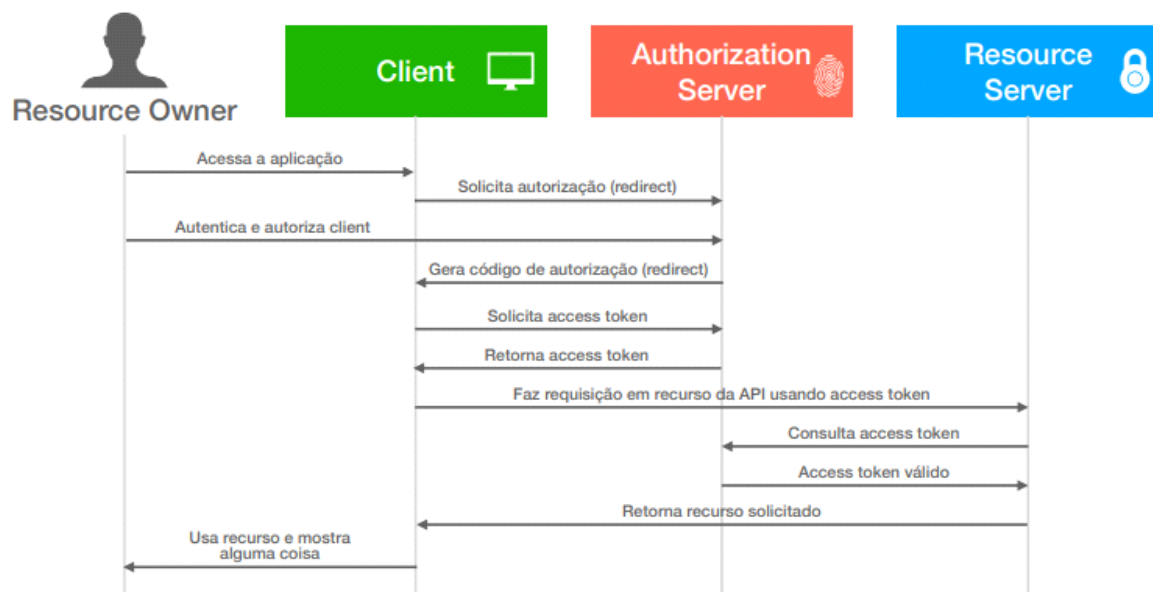 Resource Owner
Client
Authorization
Server
Resource
Server
Acessa a aplicação
Solicita autorização (redirect)
Autentica e autoriza client
Gera código de autorização (redirect)
Solicita access token
Retorna access token
Faz requisição em recurso da API usando access token
Consulta access token
Access token válido
Retorna recurso solicitado
Usa recurso e mostra
alguma coisa